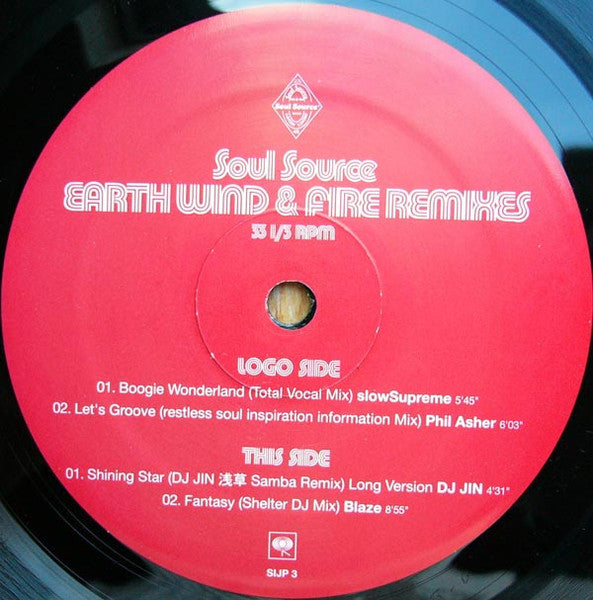 Soul Source
Soul Source
EARTH WIND & FIRE REMIXES
33 1/3 RPM
LOGO SIDE
01. Boogie Wonderland (Total Vocal Mix) slowSupreme 5'45"
02. Let's Groove (restless soul inspiration information Mix) Phil Asher 6'03"
THIS SIDE
01. Shining Star (DJ JIN 浅草 Samba Remix) Long Version DJ JIN 4'31"
02. Fantasy (Shelter DJ Mix) Blaze 8'55"
SIJP 3